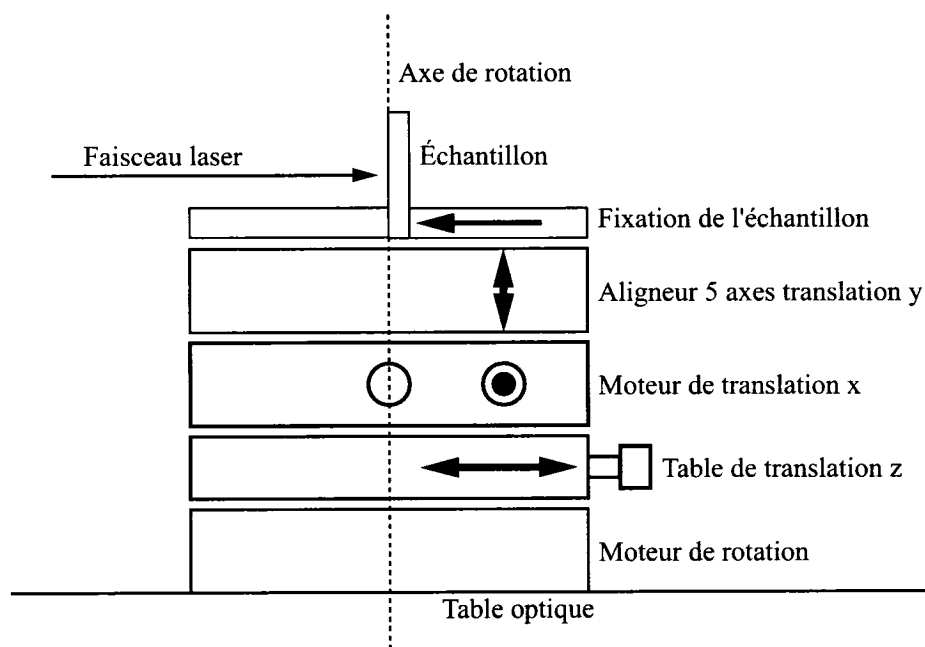 Axe de rotation
Faisceau laser
Échantillon
Fixation de l'échantillon
Aligneur 5 axes translation y
Moteur de translation x
Table de translation z
Moteur de rotation
Table optique